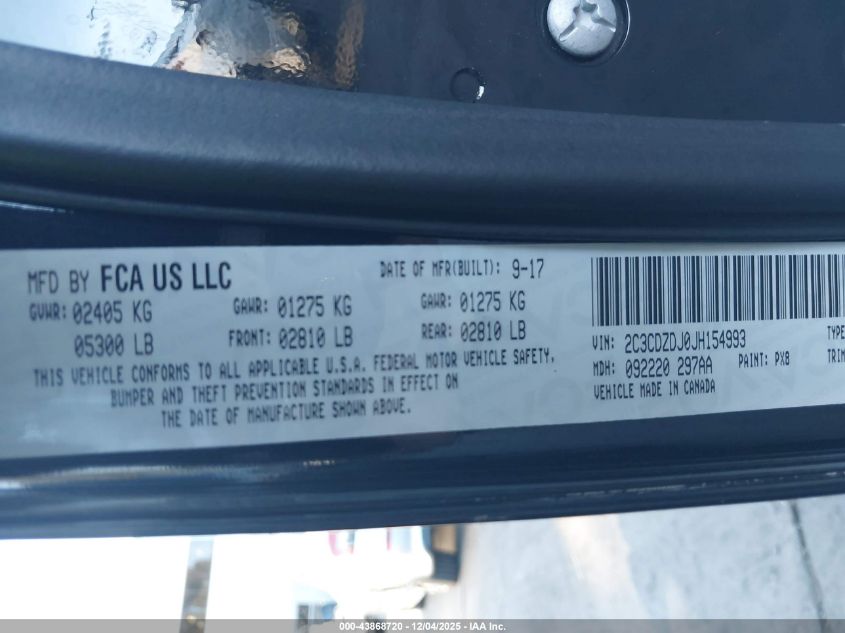 MFD BY FCA US LLC
DATE OF MFR(BUILT): 9-17
GVWR: 02405 KG
GAWR: 01275 KG
GAWR: 01275 KG
05300 LB
FRONT: 02810 LB
REAR: 02810 LB
THIS VEHICLE CONFORMS TO ALL APPLICABLE U.S.A. FEDERAL MOTOR VEHICLE SAFETY,
BUMPER AND THEFT PREVENTION STANDARDS IN EFFECT ON
THE DATE OF MANUFACTURE SHOWN ABOVE.
VIN: 2C3CDZDJ0JH154993
TYPE
MDH: 092220 297AA
PAINT: PX8
TRIM
VEHICLE MADE IN CANADA
000-43868720 - 12/04/2025 - IAA Inc.